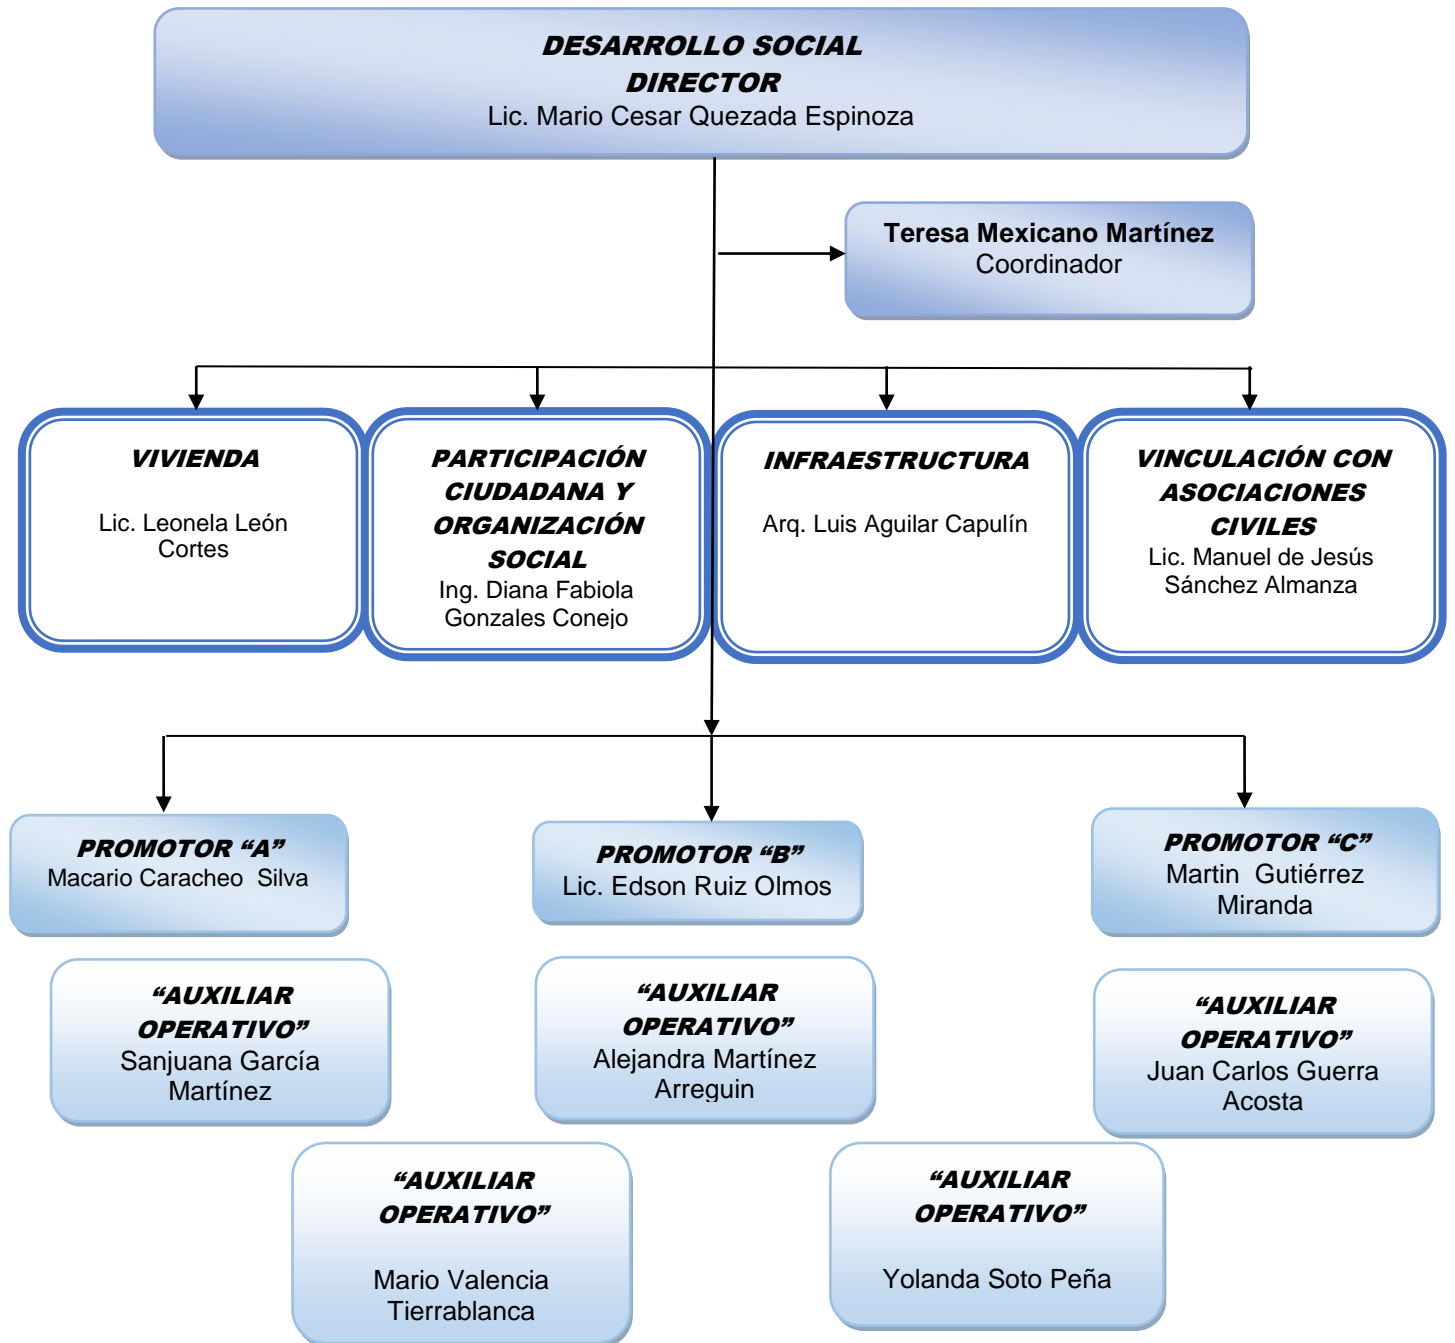 DESARROLLO SOCIAL
DIRECTOR
Lic. Mario Cesar Quezada Espinoza
Teresa Mexicano Martínez
Coordinador
VIVIENDA
Lic. Leonela León
Cortes
PARTICIPACIÓN
CIUDADANA Y
ORGANIZACIÓN
SOCIAL
Ing. Diana Fabiola
Gonzales Conejo
INFRAESTRUCTURA
Arq. Luis Aguilar Capulín
VINCULACIÓN CON
ASOCIACIONES
CIVILES
Lic. Manuel de Jesús
Sánchez Almanza
PROMOTOR “A”
Macario Caracheo Silva
PROMOTOR “B”
Lic. Edson Ruiz Olmos
PROMOTOR “C”
Martin Gutiérrez
Miranda
“AUXILIAR
OPERATIVO”
Sanjuana García
Martínez
“AUXILIAR
OPERATIVO”
Alejandra Martínez
Arreguin
“AUXILIAR
OPERATIVO”
Juan Carlos Guerra
Acosta
“AUXILIAR
OPERATIVO”
Mario Valencia
Tierrablanca
“AUXILIAR
OPERATIVO”
Yolanda Soto Peña